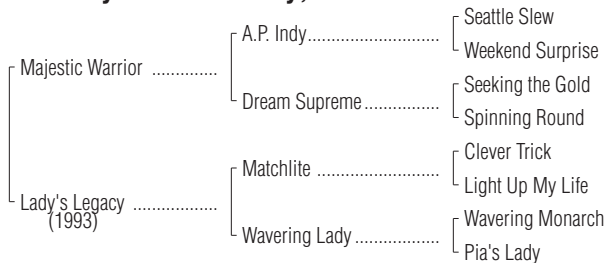 Seattle Slew
A.P. Indy..............................
Weekend Surprise
Majestic Warrior ...............
Seeking the Gold
Dream Supreme.................
Spinning Round
Clever Trick
Matchlite ............................
Light Up My Life
Lady's Legacy ...................
(1993)
Wavering Monarch
Wavering Lady ...................
Pia's Lady